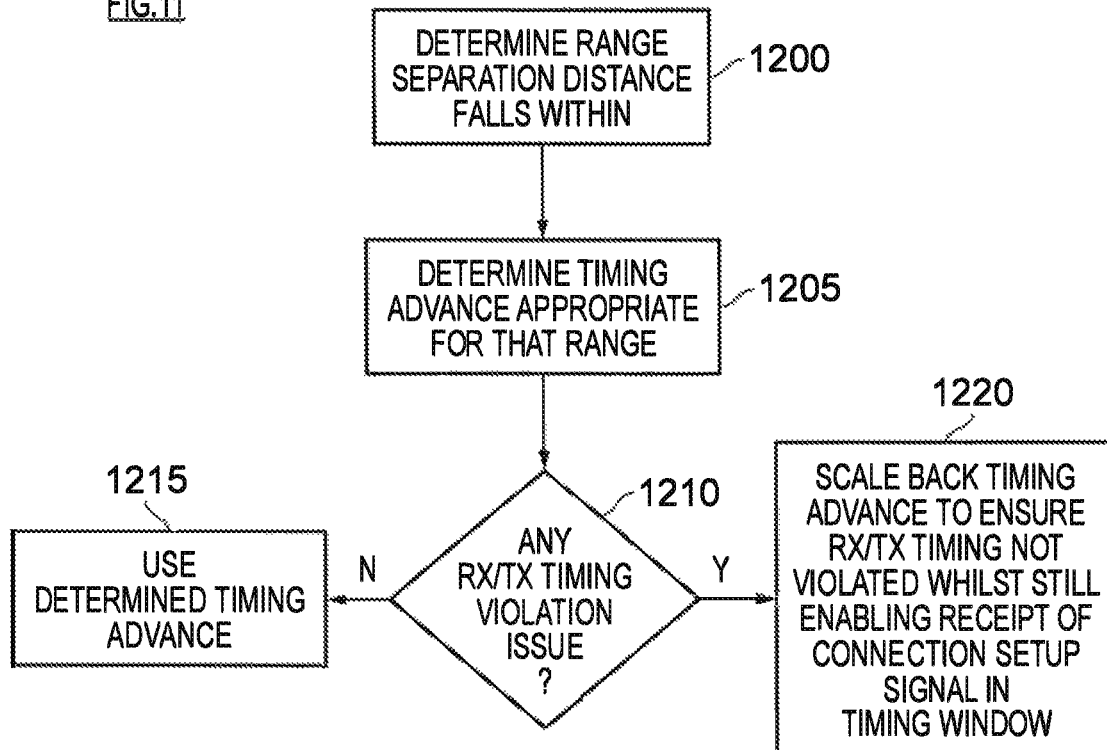 FIG.11
DETERMINE RANGE
SEPARATION DISTANCE
FALLS WITHIN
1200
DETERMINE TIMING
ADVANCE APPROPRIATE
FOR THAT RANGE
1205
1210
ANY
RX/TX TIMING
VIOLATION
ISSUE
?
N
Y
1215
USE
DETERMINED TIMING
ADVANCE
1220
SCALE BACK TIMING
ADVANCE TO ENSURE
RX/TX TIMING NOT
VIOLATED WHILST STILL
ENABLING RECEIPT OF
CONNECTION SETUP
SIGNAL IN
TIMING WINDOW